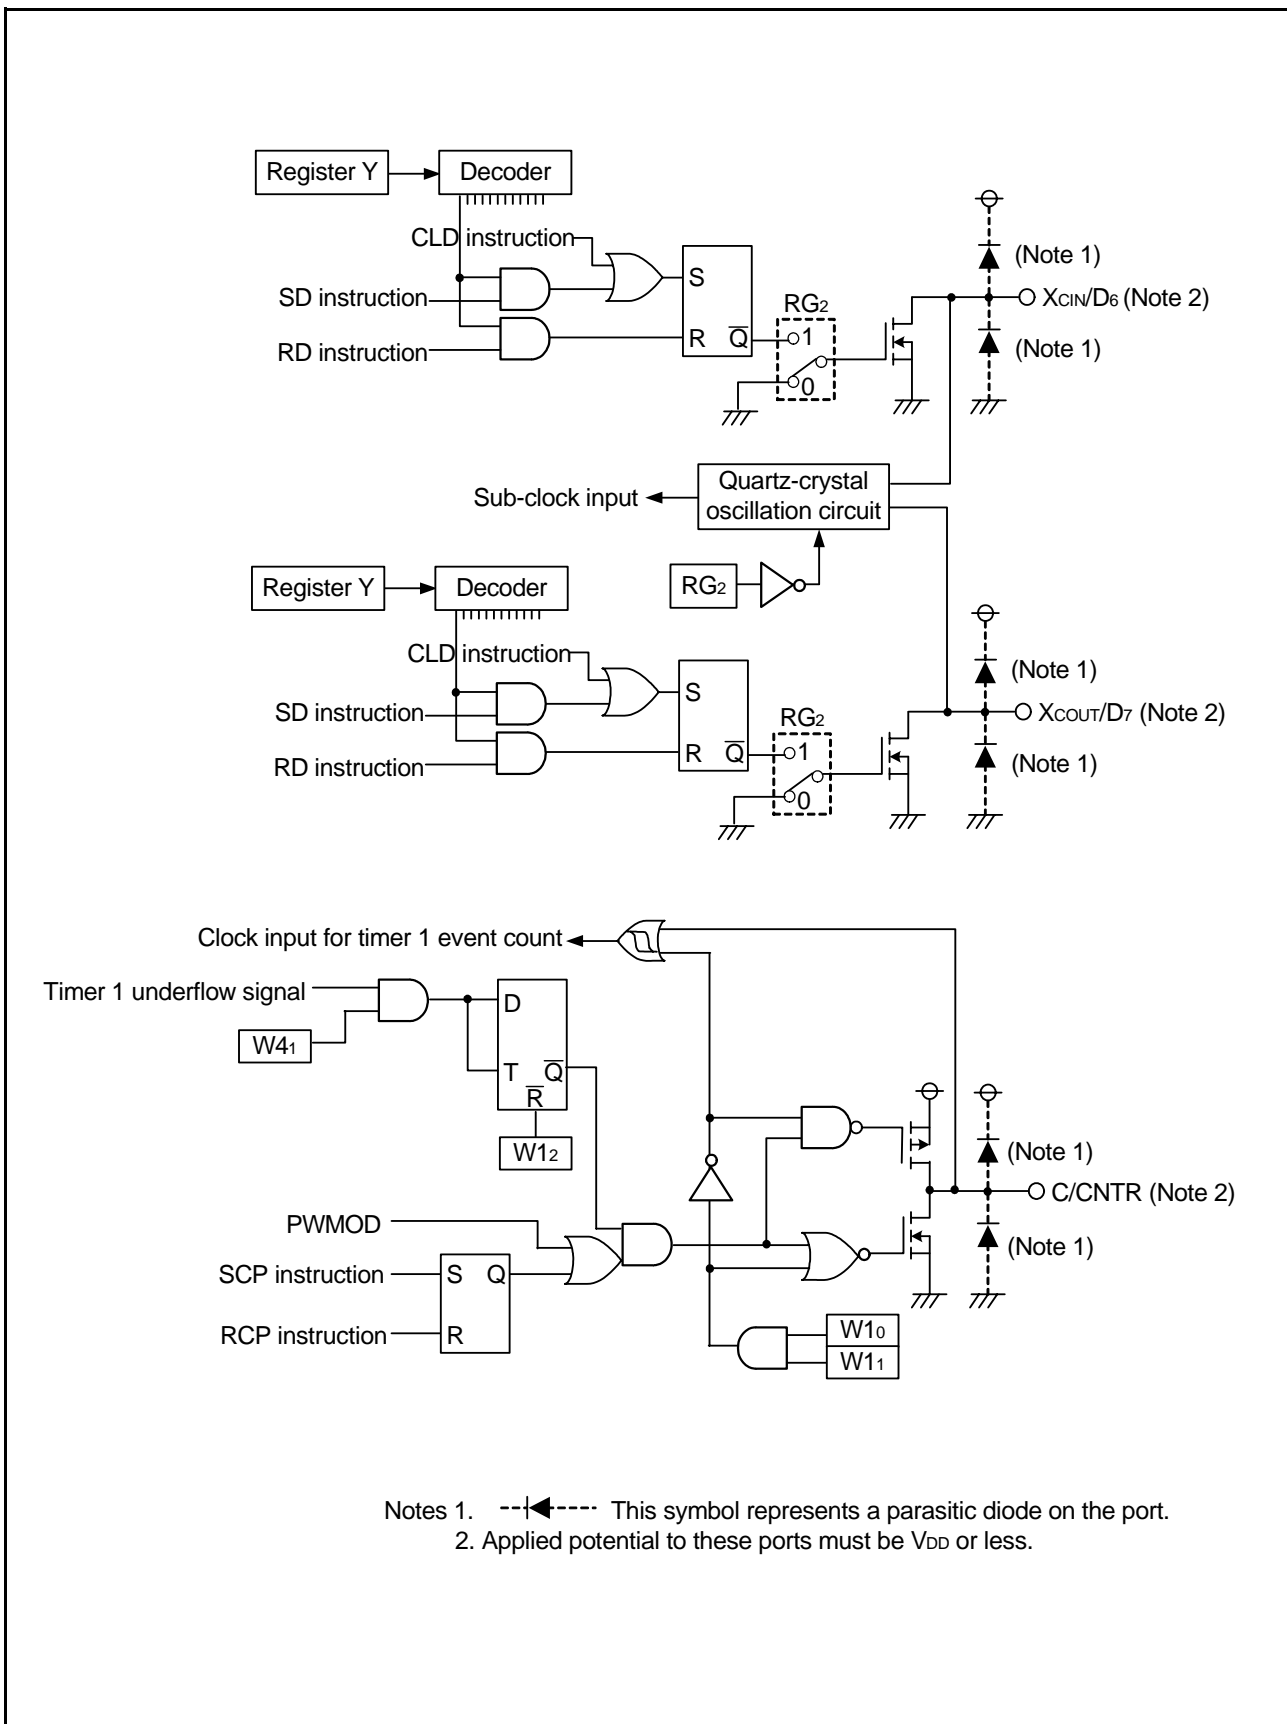 Register Y
Decoder
CLD instruction
SD instruction
RD instruction
S
R
Q
RG2
1
0
(Note 1)
XCIN/D6 (Note 2)
(Note 1)
Quartz-crystal
oscillation circuit
Sub-clock input
RG2
Register Y
Decoder
CLD instruction
SD instruction
RD instruction
S
R
Q
RG2
1
0
(Note 1)
XCOUT/D7 (Note 2)
(Note 1)
Clock input for timer 1 event count
Timer 1 underflow signal
W41
D
T
Q
R
W12
PWMOD
SCP instruction
RCP instruction
S
Q
R
(Note 1)
C/CNTR (Note 2)
(Note 1)
W10
W11
Notes 1. This symbol represents a parasitic diode on the port.
2. Applied potential to these ports must be VDD or less.